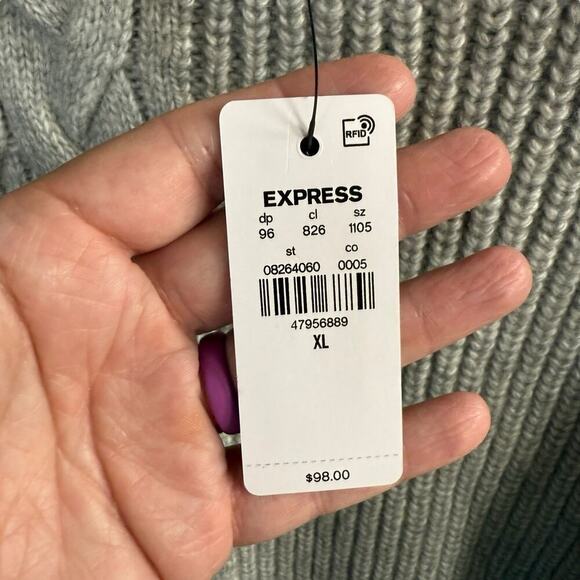 RFID
EXPRESS
dp cl sz
96 826 1105
st co
08264060 0005
47956889
XL
$98.00